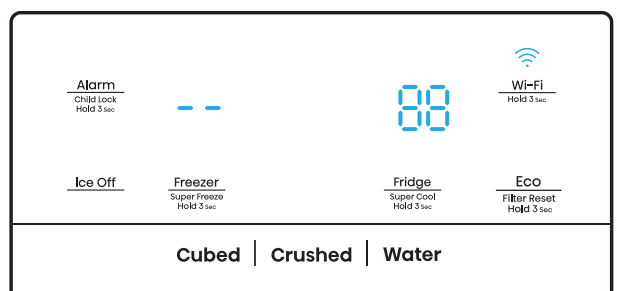 Alarm
Child Lock
Hold 3 Sec
-- 88
Wi-Fi
Hold 3 Sec
Ice Off
Freezer
Super Freeze
Hold 3 Sec
Fridge
Super Cool
Hold 3 Sec
Eco
Filter Reset
Hold 3 Sec
Cubed | Crushed | Water